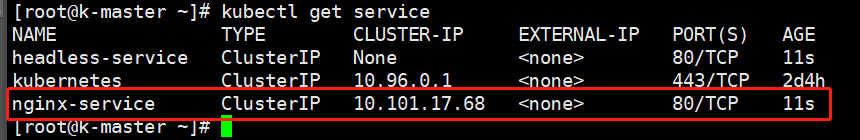 [root@k-master ~]# kubectl get service
NAME TYPE CLUSTER-IP EXTERNAL-IP PORT(S) AGE
headless-service ClusterIP None <none> 80/TCP 11s
kubernetes ClusterIP 10.96.0.1 <none> 443/TCP 2d4h
nginx-service ClusterIP 10.101.17.68 <none> 80/TCP 11s
[root@k-master ~]#